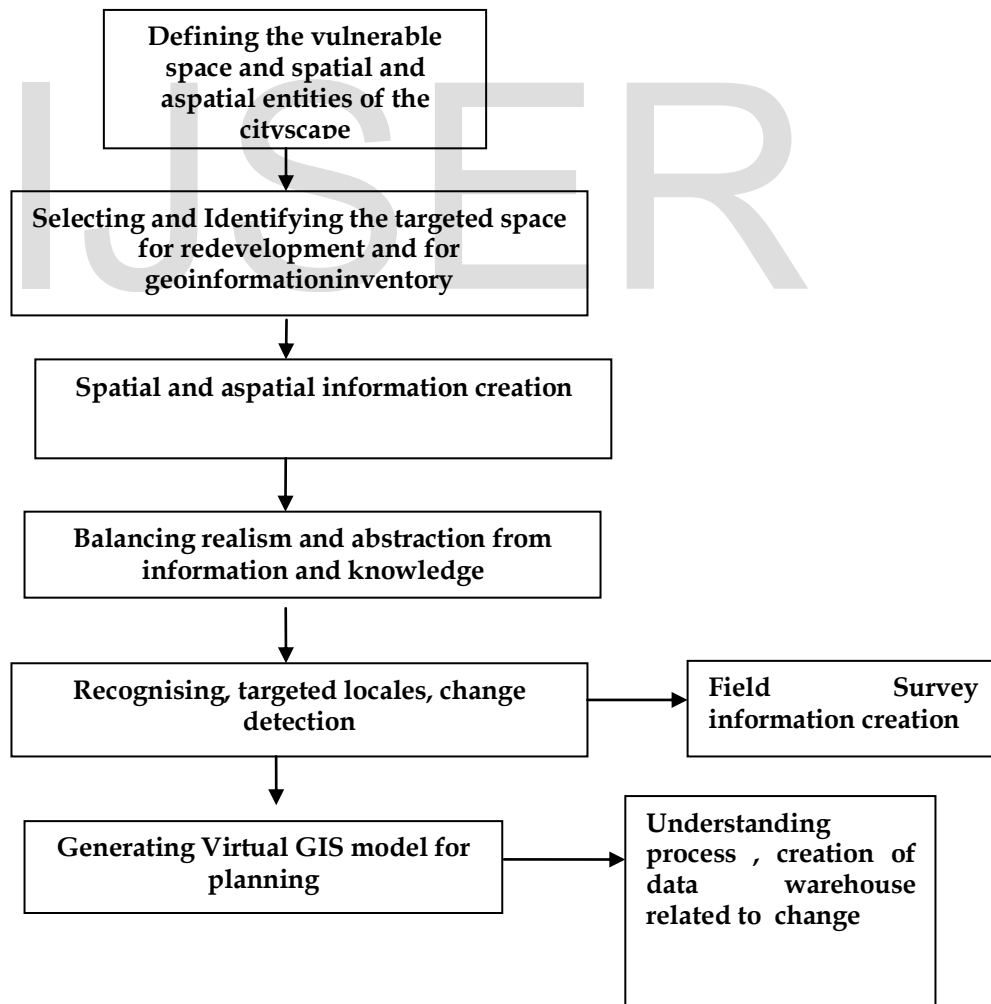 IJSER
Defining the vulnerable
space and spatial and
aspatial entities of the
cityscape
Selecting and Identifying the targeted space
for redevelopment and for
geoinformationinventory
Spatial and aspatial information creation
Balancing realism and abstraction from
information and knowledge
Recognising, targeted locales, change
detection
Field Survey
information creation
Generating Virtual GIS model for
planning
Understanding
process , creation of
data warehouse
related to change